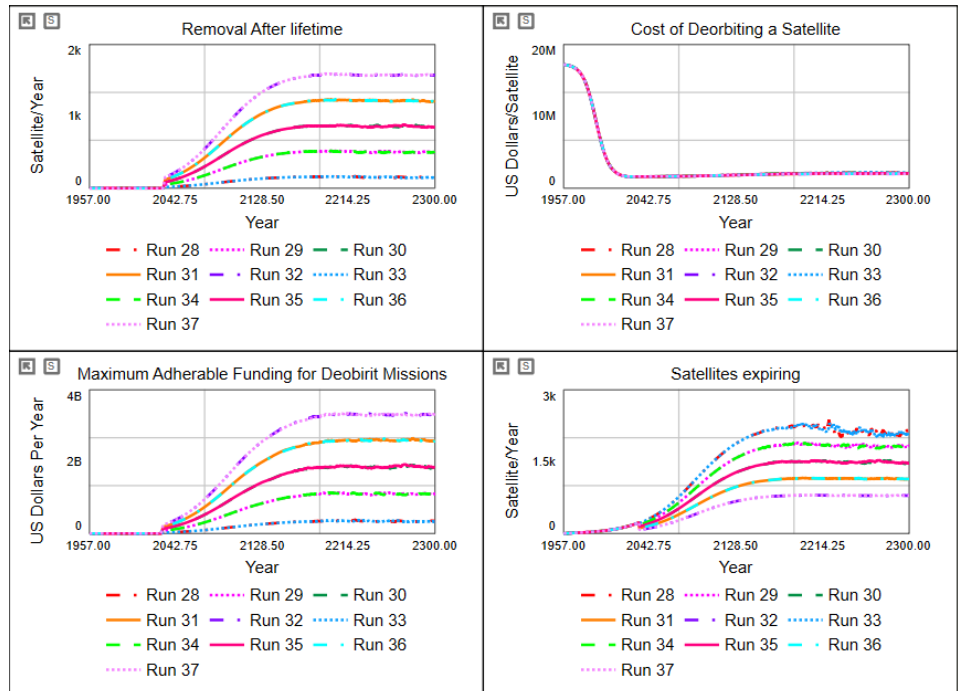 S
Removal After lifetime
Satellite/Year
2k
1k
0
1957.00 2042.75 2128.50 2214.25 2300.00
Year
Run 28 Run 29 Run 30
Run 31 Run 32 Run 33
Run 34 Run 35 Run 36
Run 37
S
Cost of Deorbiting a Satellite
US Dollars/Satellite
20M
10M
0
1957.00 2042.75 2128.50 2214.25 2300.00
Year
Run 28 Run 29 Run 30
Run 31 Run 32 Run 33
Run 34 Run 35 Run 36
Run 37
S
Maximum Adherable Funding for Deobirit Missions
US Dollars Per Year
4B
2B
0
1957.00 2042.75 2128.50 2214.25 2300.00
Year
Run 28 Run 29 Run 30
Run 31 Run 32 Run 33
Run 34 Run 35 Run 36
Run 37
S
Satellites expiring
Satellite/Year
3k
1.5k
0
1957.00 2042.75 2128.50 2214.25 2300.00
Year
Run 28 Run 29 Run 30
Run 31 Run 32 Run 33
Run 34 Run 35 Run 36
Run 37